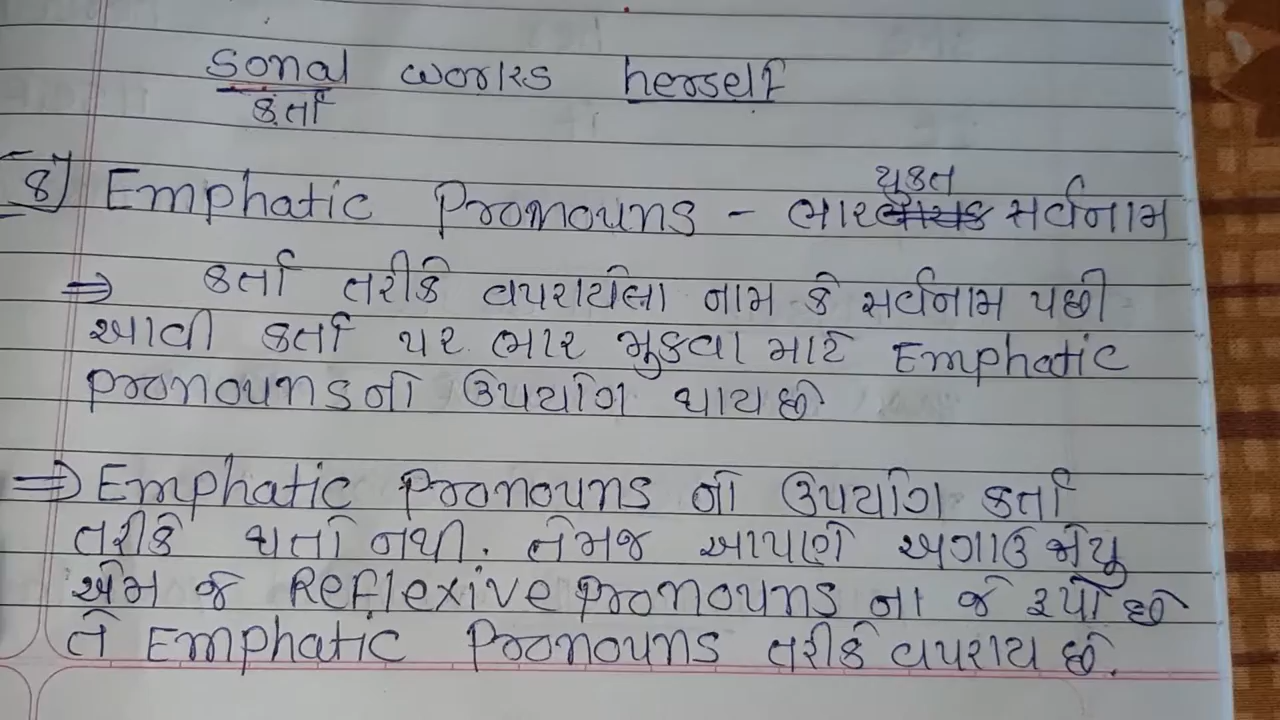 Sonal works herself
કર્તા
8) Emphatic Pronouns - ભારવાચક સર્વનામ
યુક્ત
⇒ કર્તા તરીકે વપરાયેલા નામ કે સર્વનામ પછી
આવી કર્તા પર ભાર મુકવા માટે Emphatic
Pronounsનો ઉપયોગ થાય છે
⇒ Emphatic Pronouns નો ઉપયોગ કર્તા
તરીકે થતો નથી. તેમજ આપણે અગાઉ જોયુ
એમ જે Reflexive Pronouns ના જે રૂપો છે
તે Emphatic Pronouns તરીકે વપરાય છે.